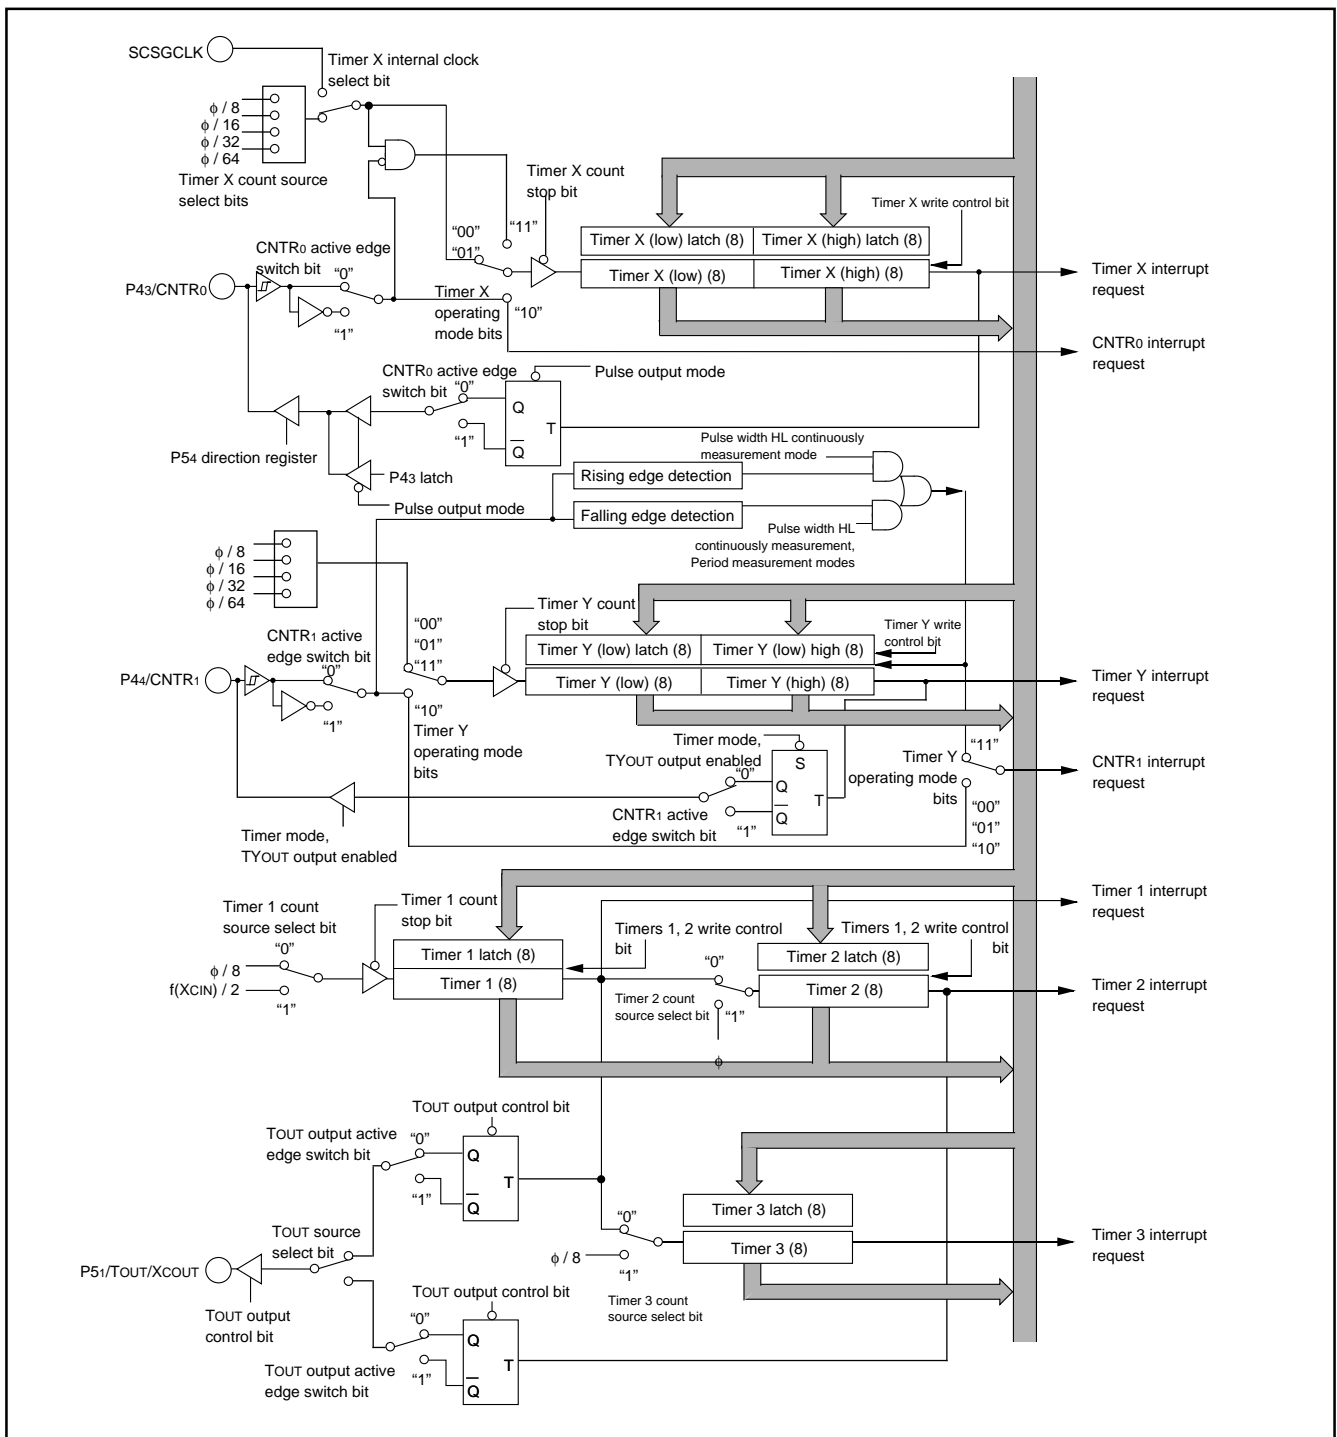 SCSGCLK
Timer X internal clock
select bit
ϕ / 8
ϕ / 16
ϕ / 32
ϕ / 64
Timer X count source
select bits
Timer X count
stop bit
Timer X write control bit
"00"
"01"
"11"
Timer X (low) latch (8)
Timer X (high) latch (8)
Timer X (low) (8)
Timer X (high) (8)
Timer X interrupt
request
CNTR0 active edge
switch bit
"0"
P43/CNTR0
"1"
Timer X
operating
mode bits
"10"
CNTR0 interrupt
request
CNTR0 active edge
switch bit
"0"
Pulse output mode
Q
T
Q
"1"
P54 direction register
P43 latch
Pulse output mode
Pulse width HL continuously
measurement mode
Rising edge detection
Falling edge detection
Pulse width HL
continuously measurement,
Period measurement modes
ϕ / 8
ϕ / 16
ϕ / 32
ϕ / 64
Timer Y count
stop bit
Timer Y write
control bit
"00"
"01"
"11"
Timer Y (low) latch (8)
Timer Y (low) high (8)
Timer Y (low) (8)
Timer Y (high) (8)
Timer Y interrupt
request
CNTR1 active
edge switch bit
"0"
P44/CNTR1
"1"
"10"
Timer Y
operating mode
bits
Timer mode,
TYOUT output enabled
"0"
S
Q
T
Q
CNTR1 active
edge switch bit
"1"
Timer Y
operating mode
bits
"11"
CNTR1 interrupt
request
"00"
"01"
"10"
Timer mode,
TYOUT output enabled
Timer 1 count
source select bit
"0"
ϕ / 8
f(XCIN) / 2
"1"
Timer 1 count
stop bit
Timer 1 latch (8)
Timer 1 (8)
Timers 1, 2 write control
bit
Timers 1, 2 write control
bit
Timer 1 interrupt
request
"0"
Timer 2 count
source select bit
"1"
ϕ
Timer 2 latch (8)
Timer 2 (8)
Timer 2 interrupt
request
TOUT output control bit
TOUT output active
edge switch bit
"0"
Q
T
Q
"1"
TOUT source
select bit
P51/TOUT/XCOUT
TOUT output
control bit
"0"
ϕ / 8
"1"
Timer 3 count
source select bit
Timer 3 latch (8)
Timer 3 (8)
Timer 3 interrupt
request
TOUT output control bit
"0"
Q
T
Q
TOUT output active
edge switch bit
"1"